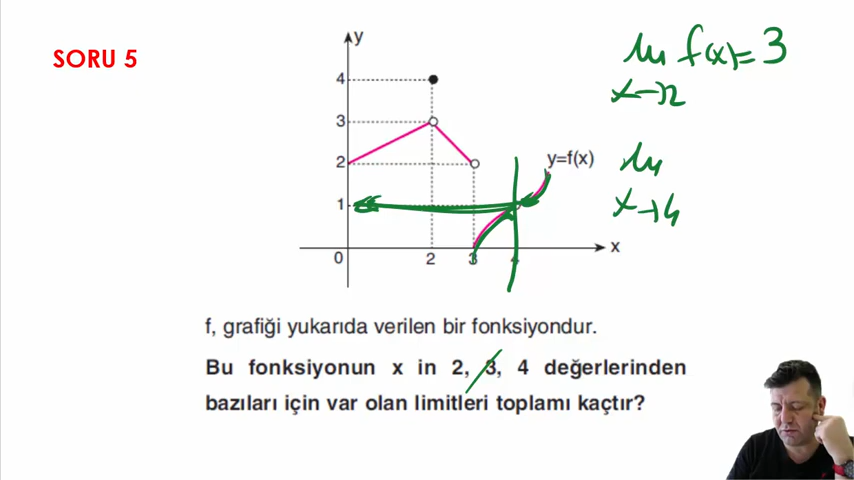 SORU 5
y
4
3
2
1
0
2
3
4
x
y=f(x)
lim f(x)=3
x→2
lim
x→4
f, grafiği yukarıda verilen bir fonksiyondur.
Bu fonksiyonun x in 2, 3, 4 değerlerinden
bazıları için var olan limitleri toplamı kaçtır?